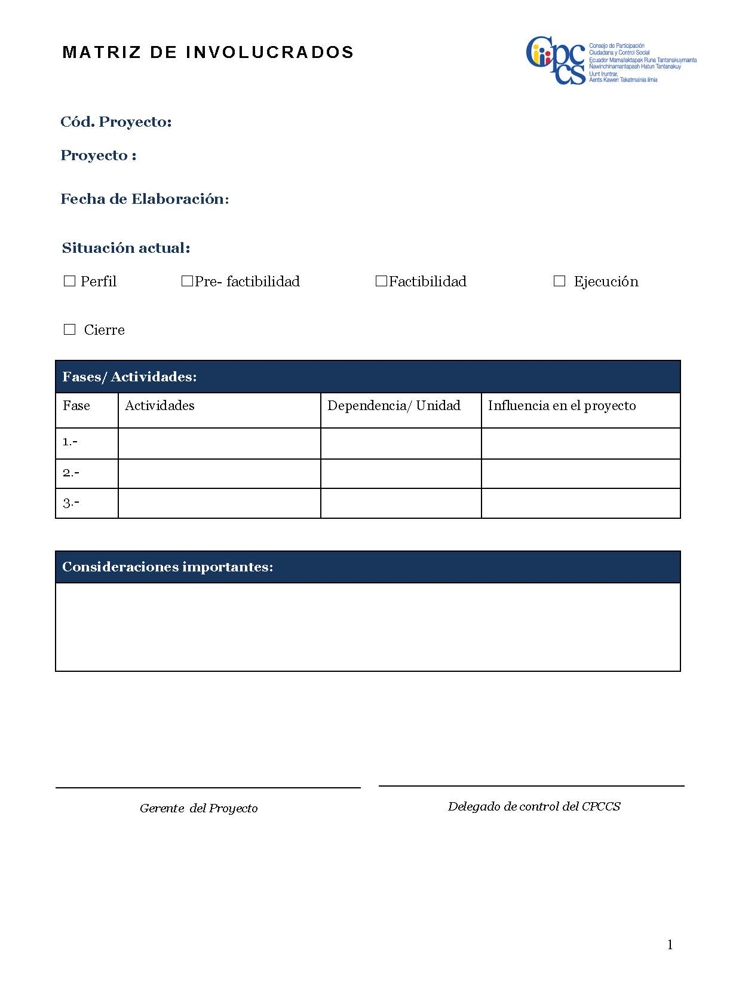 MATRIZ DE INVOLUCRADOS
Cpccs
Consejo de Participación
Ciudadana y Control Social
Ecuador Mamallaktapak Runa Tantanakuymanta
Ñawinchinamantapash Hatun Tantanakuy
Uunt Iruntrar,
Aents Kawen Takatmainia iimia
Cód. Proyecto:
Proyecto :
Fecha de Elaboración:
Situación actual:
☐ Perfil ☐Pre- factibilidad ☐Factibilidad ☐ Ejecución
☐ Cierre
Fases/ Actividades:
Fase Actividades Dependencia/ Unidad Influencia en el proyecto
1.-
2.-
3.-
Consideraciones importantes:
Gerente del Proyecto Delegado de control del CPCCS
1